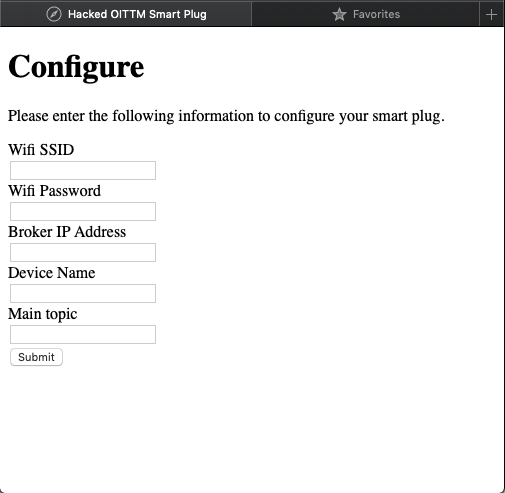 Hacked OITTM Smart Plug
Favorites
Configure
Please enter the following information to configure your smart plug.
Wifi SSID
Wifi Password
Broker IP Address
Device Name
Main topic
Submit